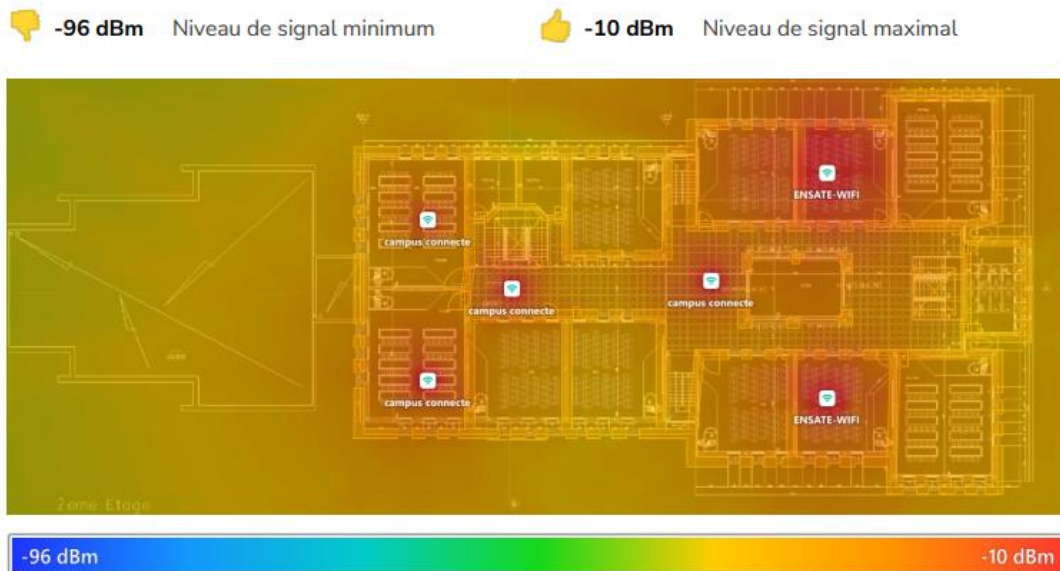 -96 dBm Niveau de signal minimum
-10 dBm Niveau de signal maximal
ENSATE-WIFI
campus connecte
campus connecte
campus connecte
campus connecte
ENSATE-WIFI
2eme Etage
-96 dBm
-10 dBm